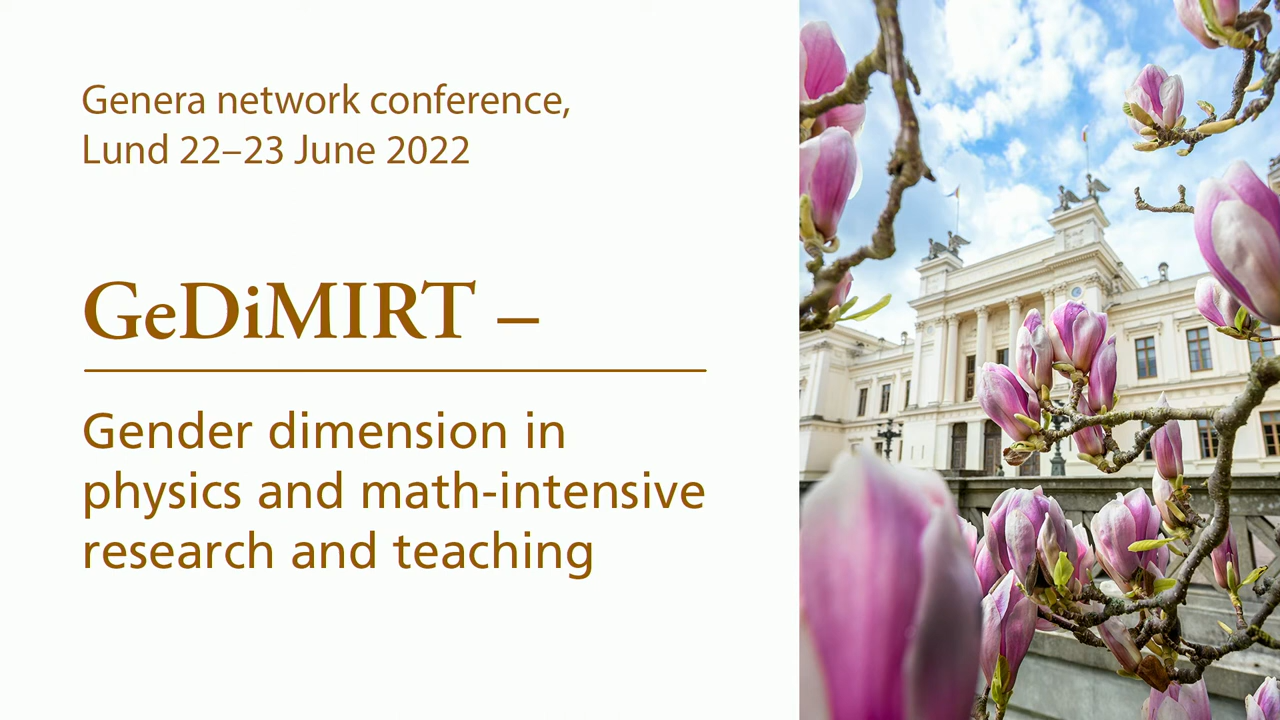 Genera network conference,
Lund 22–23 June 2022
GeDiMIRT –
Gender dimension in
physics and math-intensive
research and teaching